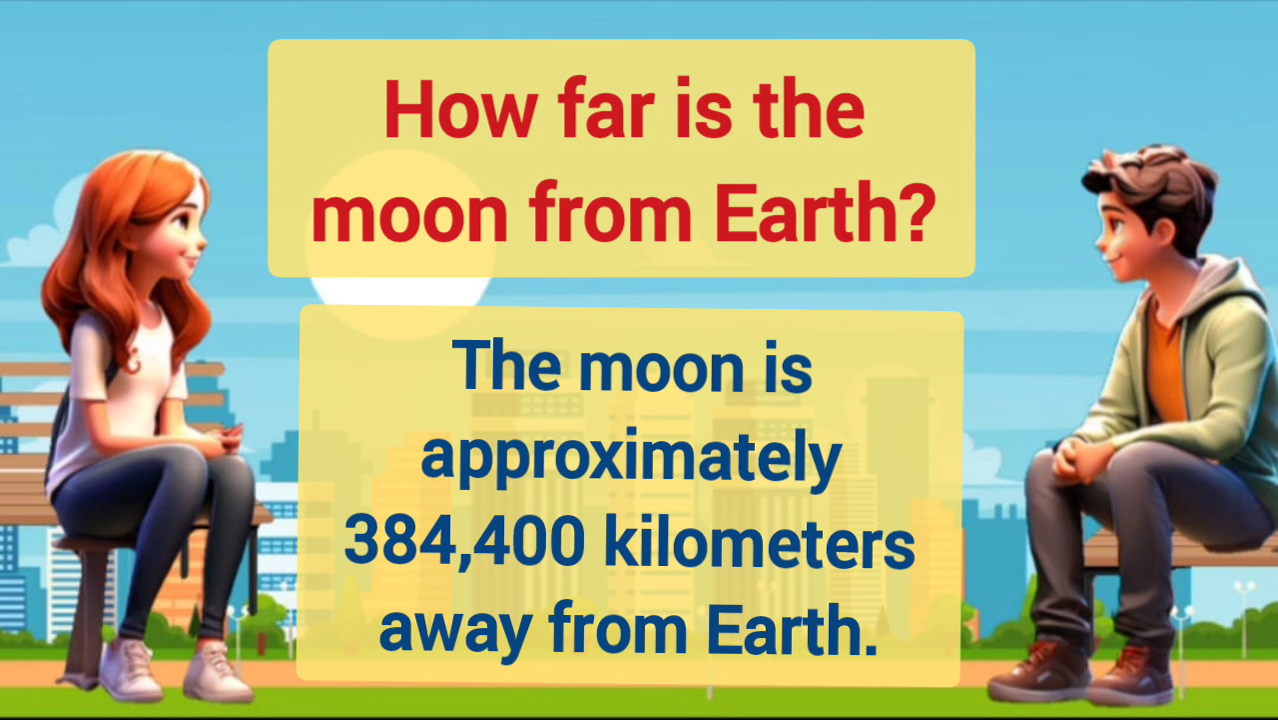 How far is the
moon from Earth?
The moon is
approximately
384,400 kilometers
away from Earth.